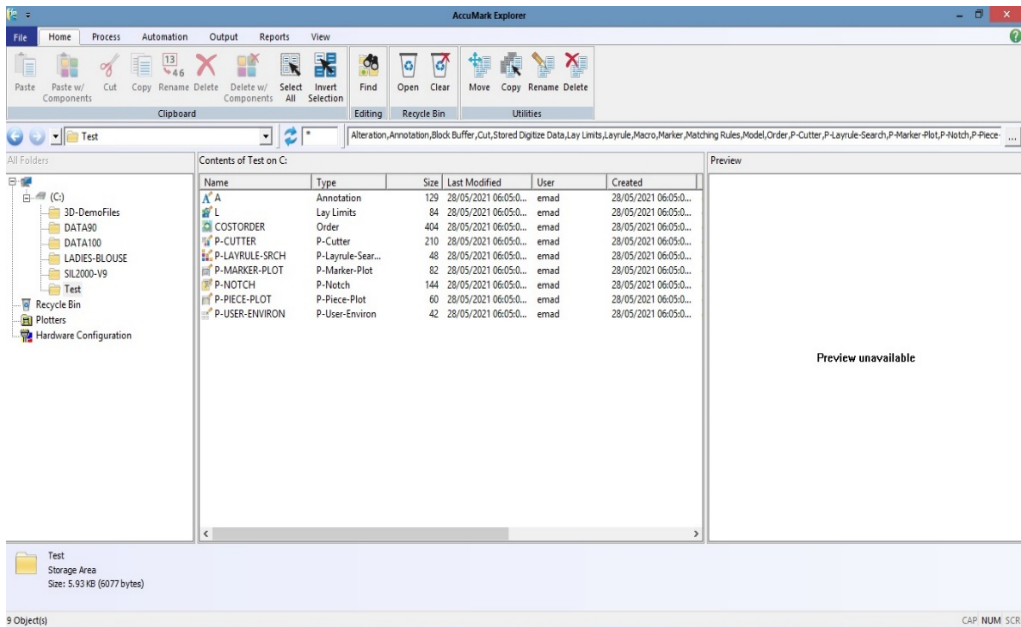 AccuMark Explorer
File Home Process Automation Output Reports View
Paste Paste w/ Components Cut Copy Rename Delete Delete w/ Components Select All Invert Selection Find Open Clear Move Copy Rename Delete
13
46
Clipboard Editing Recycle Bin Utilities
Test * Alteration,Annotation,Block Buffer,Cut,Stored Digitize Data,Lay Limits,Layrule,Macro,Marker,Matching Rules,Model,Order,P-Cutter,P-Layrule-Search,P-Marker-Plot,P-Notch,P-Piece- ...
All Folders
(C:)
3D-DemoFiles
DATA90
DATA100
LADIES-BLOUSE
SIL2000-V9
Test
Recycle Bin
Plotters
Hardware Configuration
Contents of Test on C:
Name Type Size Last Modified User Created
A Annotation 129 28/05/2021 06:05:0... emad 28/05/2021 06:05:0...
L Lay Limits 84 28/05/2021 06:05:0... emad 28/05/2021 06:05:0...
COSTORDER Order 404 28/05/2021 06:05:0... emad 28/05/2021 06:05:0...
P-CUTTER P-Cutter 210 28/05/2021 06:05:0... emad 28/05/2021 06:05:0...
P-LAYRULE-SRCH P-Layrule-Sear... 48 28/05/2021 06:05:0... emad 28/05/2021 06:05:0...
P-MARKER-PLOT P-Marker-Plot 82 28/05/2021 06:05:0... emad 28/05/2021 06:05:0...
P-NOTCH P-Notch 144 28/05/2021 06:05:0... emad 28/05/2021 06:05:0...
P-PIECE-PLOT P-Piece-Plot 60 28/05/2021 06:05:0... emad 28/05/2021 06:05:0...
P-USER-ENVIRON P-User-Environ 42 28/05/2021 06:05:0... emad 28/05/2021 06:05:0...
Preview
Preview unavailable
Test
Storage Area
Size: 5.93 KB (6077 bytes)
9 Object(s) CAP NUM SCR